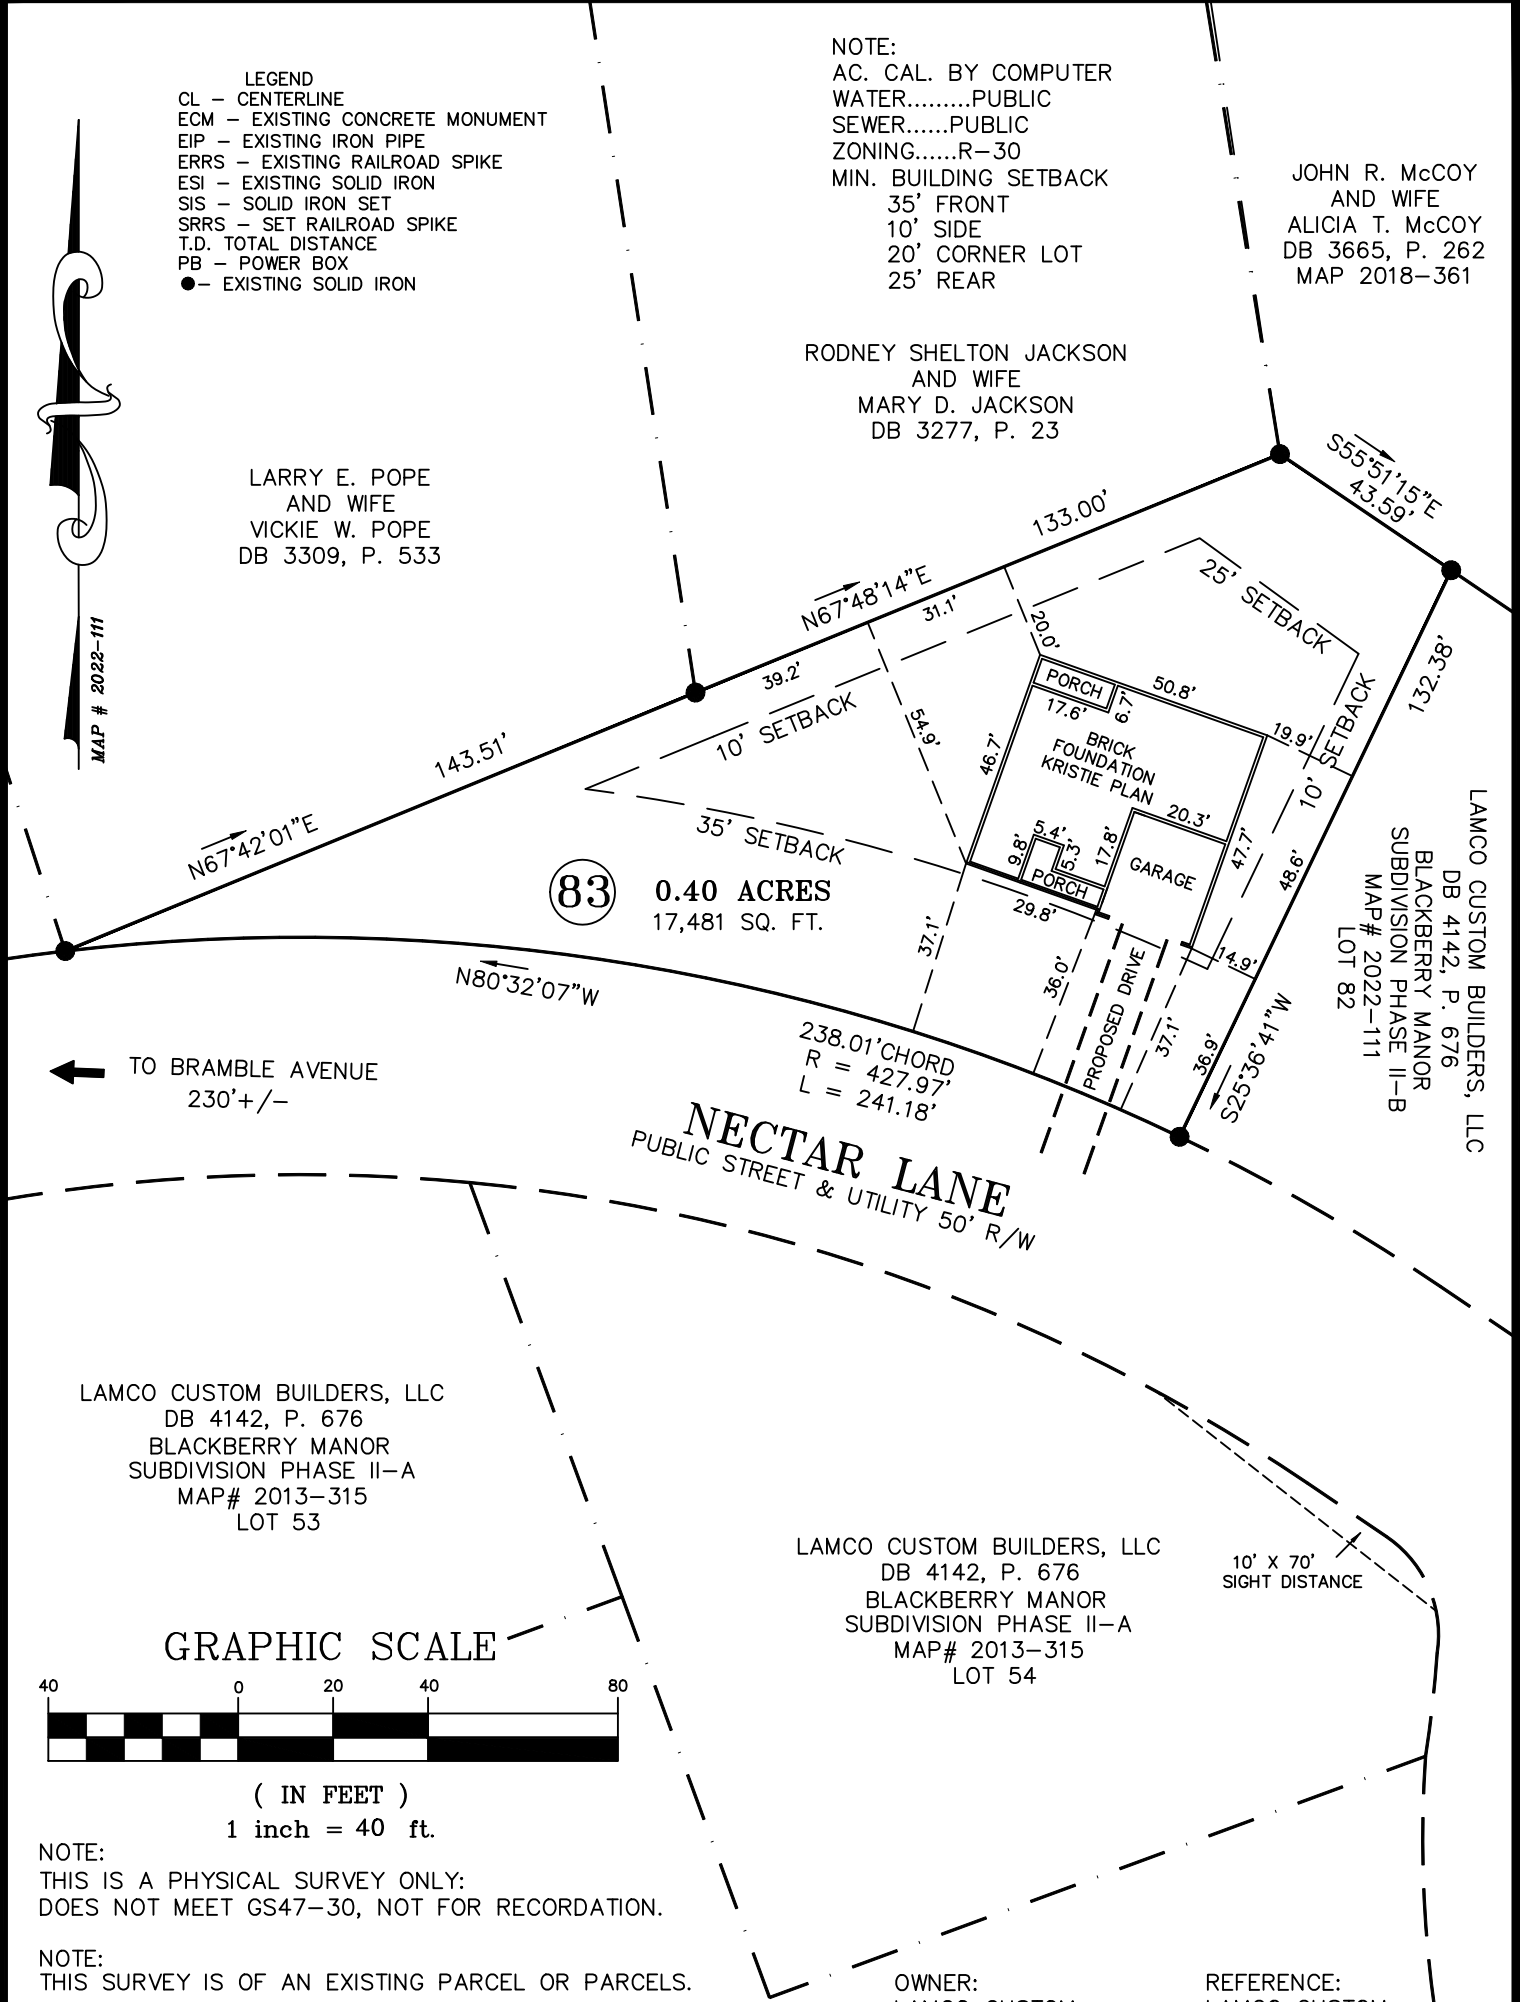 LEGEND
CL – CENTERLINE
ECM – EXISTING CONCRETE MONUMENT
EIP – EXISTING IRON PIPE
ERRS – EXISTING RAILROAD SPIKE
ESI – EXISTING SOLID IRON
SIS – SOLID IRON SET
SRRS – SET RAILROAD SPIKE
T.D. TOTAL DISTANCE
PB – POWER BOX
●– EXISTING SOLID IRON
MAP # 2022-111
NOTE:
AC. CAL. BY COMPUTER
WATER.........PUBLIC
SEWER......PUBLIC
ZONING......R-30
MIN. BUILDING SETBACK
35' FRONT
10' SIDE
20' CORNER LOT
25' REAR
JOHN R. McCOY
AND WIFE
ALICIA T. McCOY
DB 3665, P. 262
MAP 2018-361
RODNEY SHELTON JACKSON
AND WIFE
MARY D. JACKSON
DB 3277, P. 23
LARRY E. POPE
AND WIFE
VICKIE W. POPE
DB 3309, P. 533
S55°51'15"E
43.59'
133.00'
N67°48'14"E
31.1'
39.2'
20.0'
25' SETBACK
132.38'
143.51'
N67°42'01"E
10' SETBACK
54.9'
PORCH
17.6'
6.7'
50.8'
46.7'
BRICK
FOUNDATION
KRISTIE PLAN
19.9'
10' SETBACK
20.3'
47.7'
48.6'
35' SETBACK
9.8'
5.4'
5.3'
17.8'
PORCH
GARAGE
29.8'
83
0.40 ACRES
17,481 SQ. FT.
37.1'
36.0'
PROPOSED DRIVE
37.1'
14.9'
36.9'
S25°36'41"W
LAMCO CUSTOM BUILDERS, LLC
DB 4142, P. 676
BLACKBERRY MANOR
SUBDIVISION PHASE II-B
MAP# 2022-111
LOT 82
N80°32'07"W
238.01'CHORD
R = 427.97'
L = 241.18'
TO BRAMBLE AVENUE
230'+/-
NECTAR LANE
PUBLIC STREET & UTILITY 50' R/W
LAMCO CUSTOM BUILDERS, LLC
DB 4142, P. 676
BLACKBERRY MANOR
SUBDIVISION PHASE II-A
MAP# 2013-315
LOT 53
LAMCO CUSTOM BUILDERS, LLC
DB 4142, P. 676
BLACKBERRY MANOR
SUBDIVISION PHASE II-A
MAP# 2013-315
LOT 54
10' X 70'
SIGHT DISTANCE
GRAPHIC SCALE
40 0 20 40 80
( IN FEET )
1 inch = 40 ft.
NOTE:
THIS IS A PHYSICAL SURVEY ONLY:
DOES NOT MEET GS47-30, NOT FOR RECORDATION.
NOTE:
THIS SURVEY IS OF AN EXISTING PARCEL OR PARCELS.
OWNER:
REFERENCE: